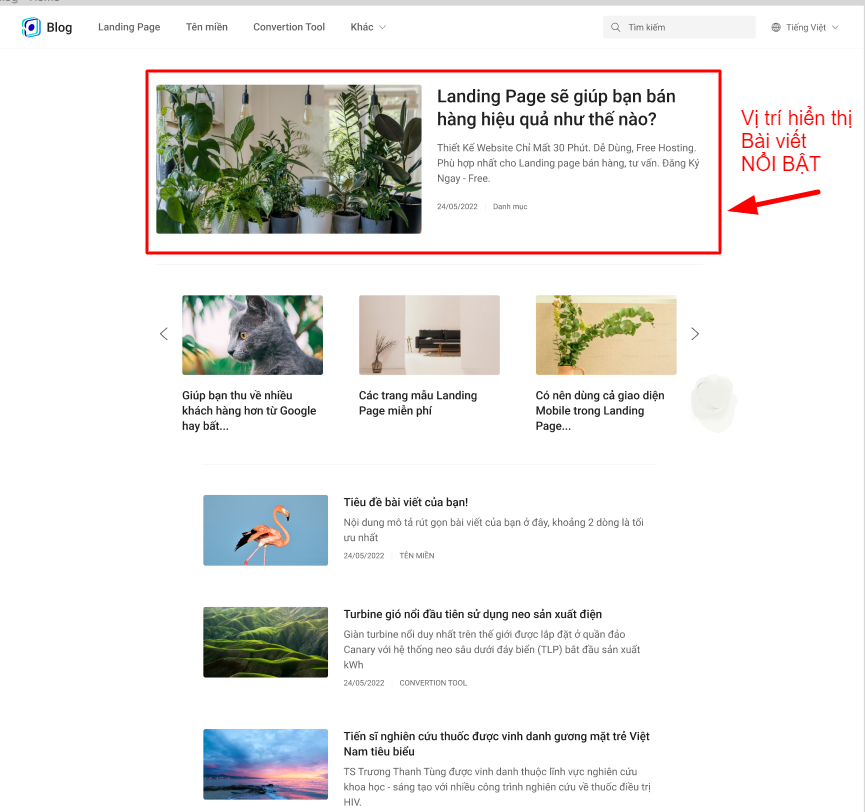 Blog
Landing Page
Tên miền
Convertion Tool
Khác
Tìm kiếm
Tiếng Việt
Landing Page sẽ giúp bạn bán
hàng hiệu quả như thế nào?
Thiết Kế Website Chỉ Mất 30 Phút. Dễ Dùng, Free Hosting.
Phù hợp nhất cho Landing page bán hàng, tư vấn. Đăng Ký
Ngay - Free.
24/05/2022
Danh mục
Vị trí hiển thị
Bài viết
NỔI BẬT
Giúp bạn thu về nhiều
khách hàng hơn từ Google
hay bất...
Các trang mẫu Landing
Page miễn phí
Có nên dùng cả giao diện
Mobile trong Landing
Page...
Tiêu đề bài viết của bạn!
Nội dung mô tả rút gọn bài viết của bạn ở đây, khoảng 2 dòng là tối
ưu nhất
24/05/2022
TÊN MIỀN
Turbine gió nổi đầu tiên sử dụng neo sản xuất điện
Giàn turbine nổi duy nhất trên thế giới được lắp đặt ở quần đảo
Canary với hệ thống neo sâu dưới đáy biển (TLP) bắt đầu sản xuất
kWh
24/05/2022
CONVERTION TOOL
Tiến sĩ nghiên cứu thuốc được vinh danh gương mặt trẻ Việt
Nam tiêu biểu
TS Trương Thanh Tùng được vinh danh thuộc lĩnh vực nghiên cứu
khoa học - sáng tạo với nhiều công trình nghiên cứu về thuốc điều trị
HIV.